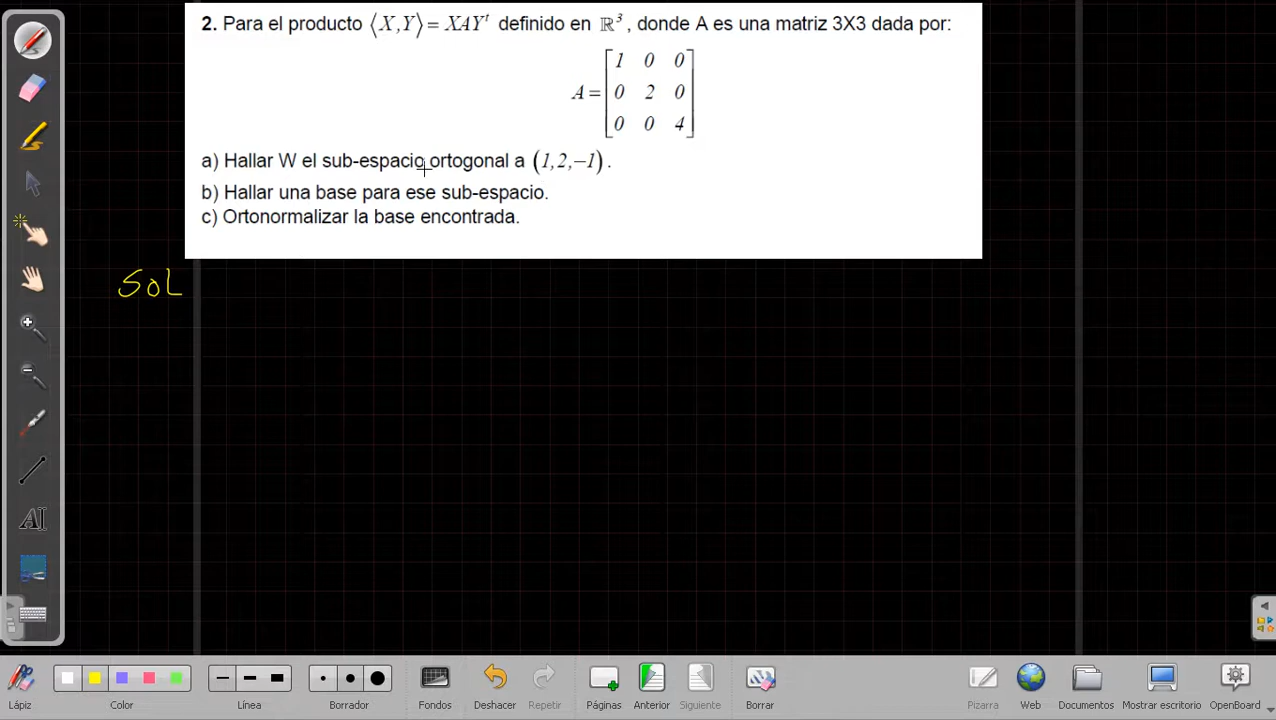 2. Para el producto ⟨X,Y⟩ = XAYᵗ definido en ℝ³, donde A es una matriz 3X3 dada por:
A = [1 0 0
0 2 0
0 0 4]
a) Hallar W el sub-espacio ortogonal a (1,2,−1).
b) Hallar una base para ese sub-espacio.
c) Ortonormalizar la base encontrada.
SOL
AI
Lápiz Color Línea Borrador Fondos Deshacer Repetir Páginas Anterior Siguiente Borrar Pizarra Web Documentos Mostrar escritorio OpenBoard